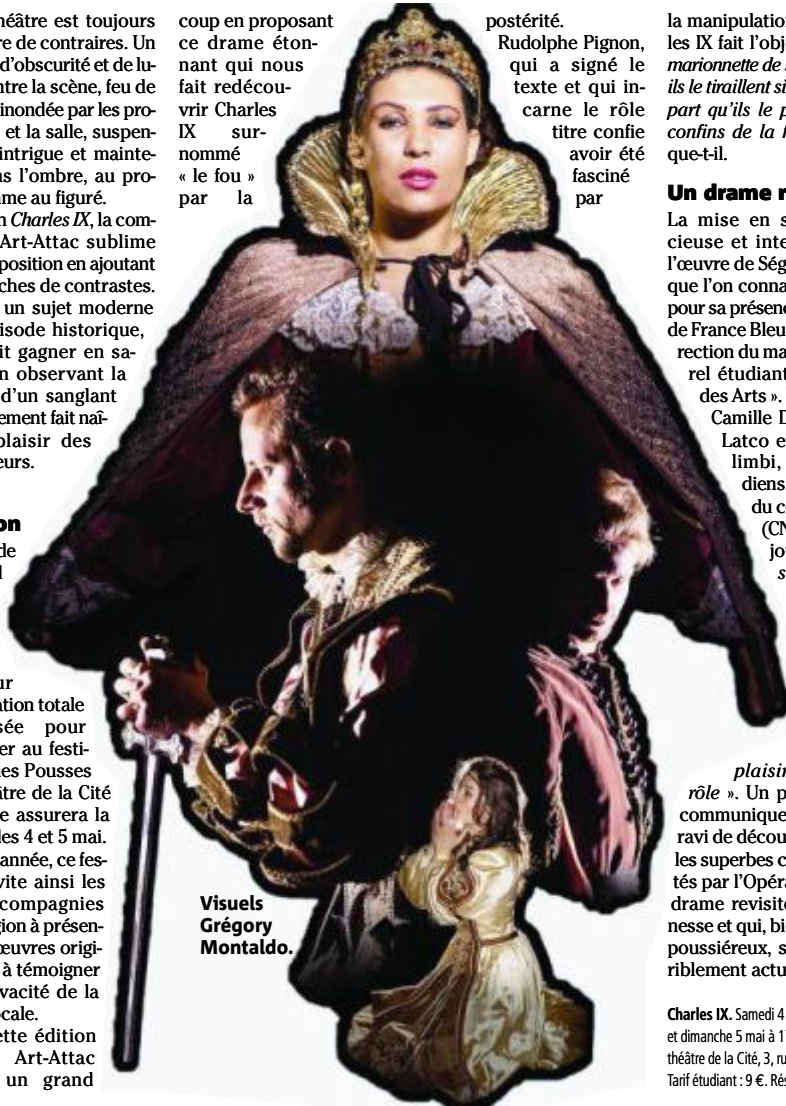 héâtre est toujours
re de contraires. Un
d'obscurité et de lu-
ntre la scène, feu de
inondée par les pro-
et la salle, suspen-
intrigue et mainte-
ns l'ombre, au pro-
me au figuré.
n Charles IX, la com-
Art-Attac sublime
position en ajoutant
ches de contrastes.
un sujet moderne
isode historique,
it gagner en sa-
n observant la
d'un sanglant
ement fait naî-
plaisir des
eurs.
on
de
ur
ation totale
sée pour
er au festi-
es Pousses
âtre de la Cité
e assurera la
les 4 et 5 mai.
année, ce fes-
vite ainsi les
compagnies
gion à présen-
œuvres origi-
à témoigner
vacité de la
cale.
ette édition
Art-Attac
un grand
coup en proposant
ce drame éton-
nant qui nous
fait redécou-
vrir Charles
IX sur-
nommé
« le fou »
par la
postérité.
Rudolphe Pignon,
qui a signé le
texte et qui in-
carne le rôle
titre confie
avoir été
fasciné
par
la manipulation
les IX fait l'obj
marionnette de
ils le tiraillent si
part qu'ils le p
confins de la f
que-t-il.
Un drame r
La mise en s
cieuse et inte
l'œuvre de Ség
que l'on conna
pour sa présenc
de France Bleu
rection du ma
rel étudiant
des Arts ».
Camille D
Latco e
limbi,
diens
du c
(CN
jou
s
plaisir
rôle ». Un p
communique
ravi de décou
les superbes c
tés par l'Opéra
drame revisité
nesse et qui, bi
poussiéreux, s
riblement actu
Charles IX. Samedi 4
et dimanche 5 mai à 1
théâtre de la Cité, 3, ru
Tarif étudiant : 9 €. Rés
Visuels
Grégory
Montaldo.